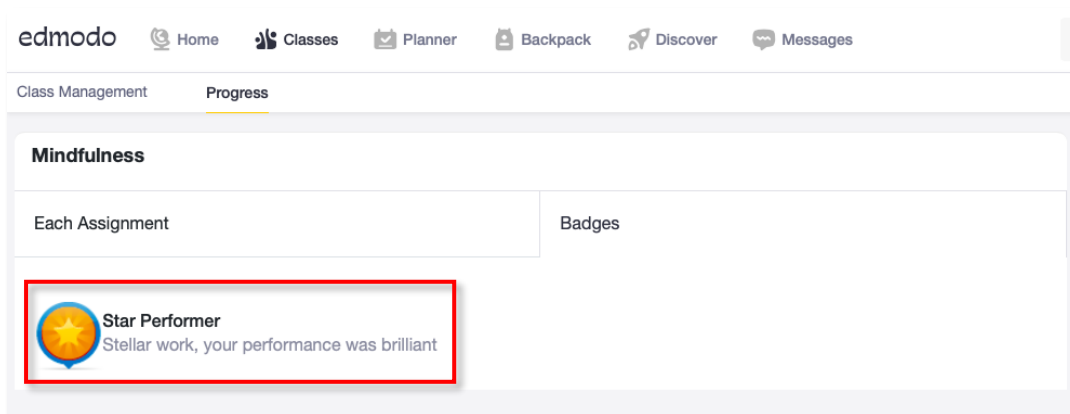 edmodo Home Classes Planner Backpack Discover Messages
Class Management Progress
Mindfulness
Each Assignment Badges
Star Performer
Stellar work, your performance was brilliant